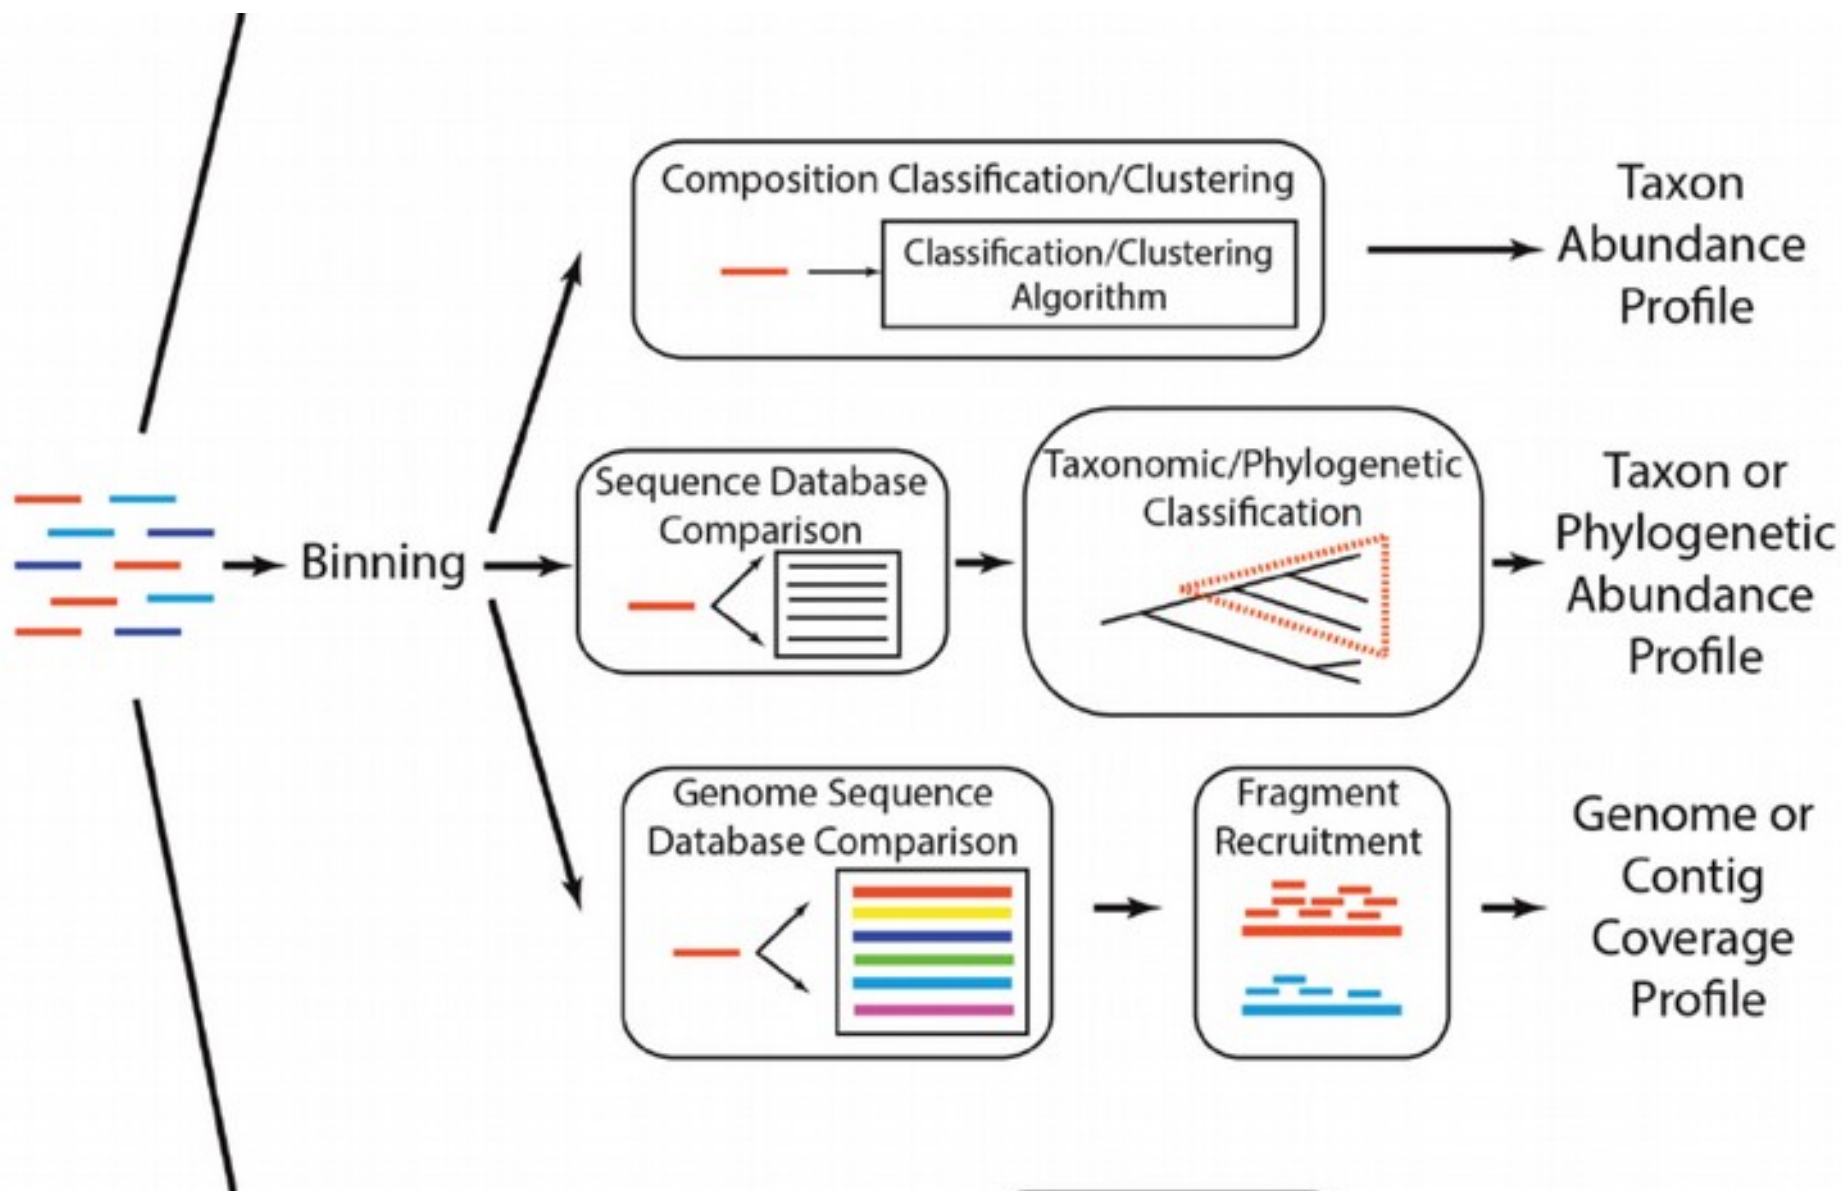 Composition Classification/Clustering
Classification/Clustering
Algorithm
Taxon
Abundance
Profile
Binning
Sequence Database
Comparison
Taxonomic/Phylogenetic
Classification
Taxon or
Phylogenetic
Abundance
Profile
Genome Sequence
Database Comparison
Fragment
Recruitment
Genome or
Contig
Coverage
Profile